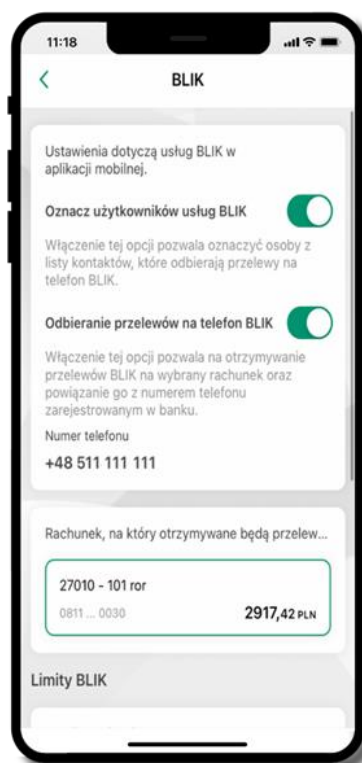 11:18
BLIK
Ustawienia dotyczą usług BLIK w
aplikacji mobilnej.
Oznacz użytkowników usług BLIK
Włączenie tej opcji pozwala oznaczyć osoby z
listy kontaktów, które odbierają przelewy na
telefon BLIK.
Odbieranie przelewów na telefon BLIK
Włączenie tej opcji pozwala na otrzymywanie
przelewów BLIK na wybrany rachunek oraz
powiązanie go z numerem telefonu
zarejestrowanym w banku.
Numer telefonu
+48 511 111 111
Rachunek, na który otrzymywane będą przelew...
27010 - 101 ror
0811 ... 0030 2917,42 PLN
Limity BLIK